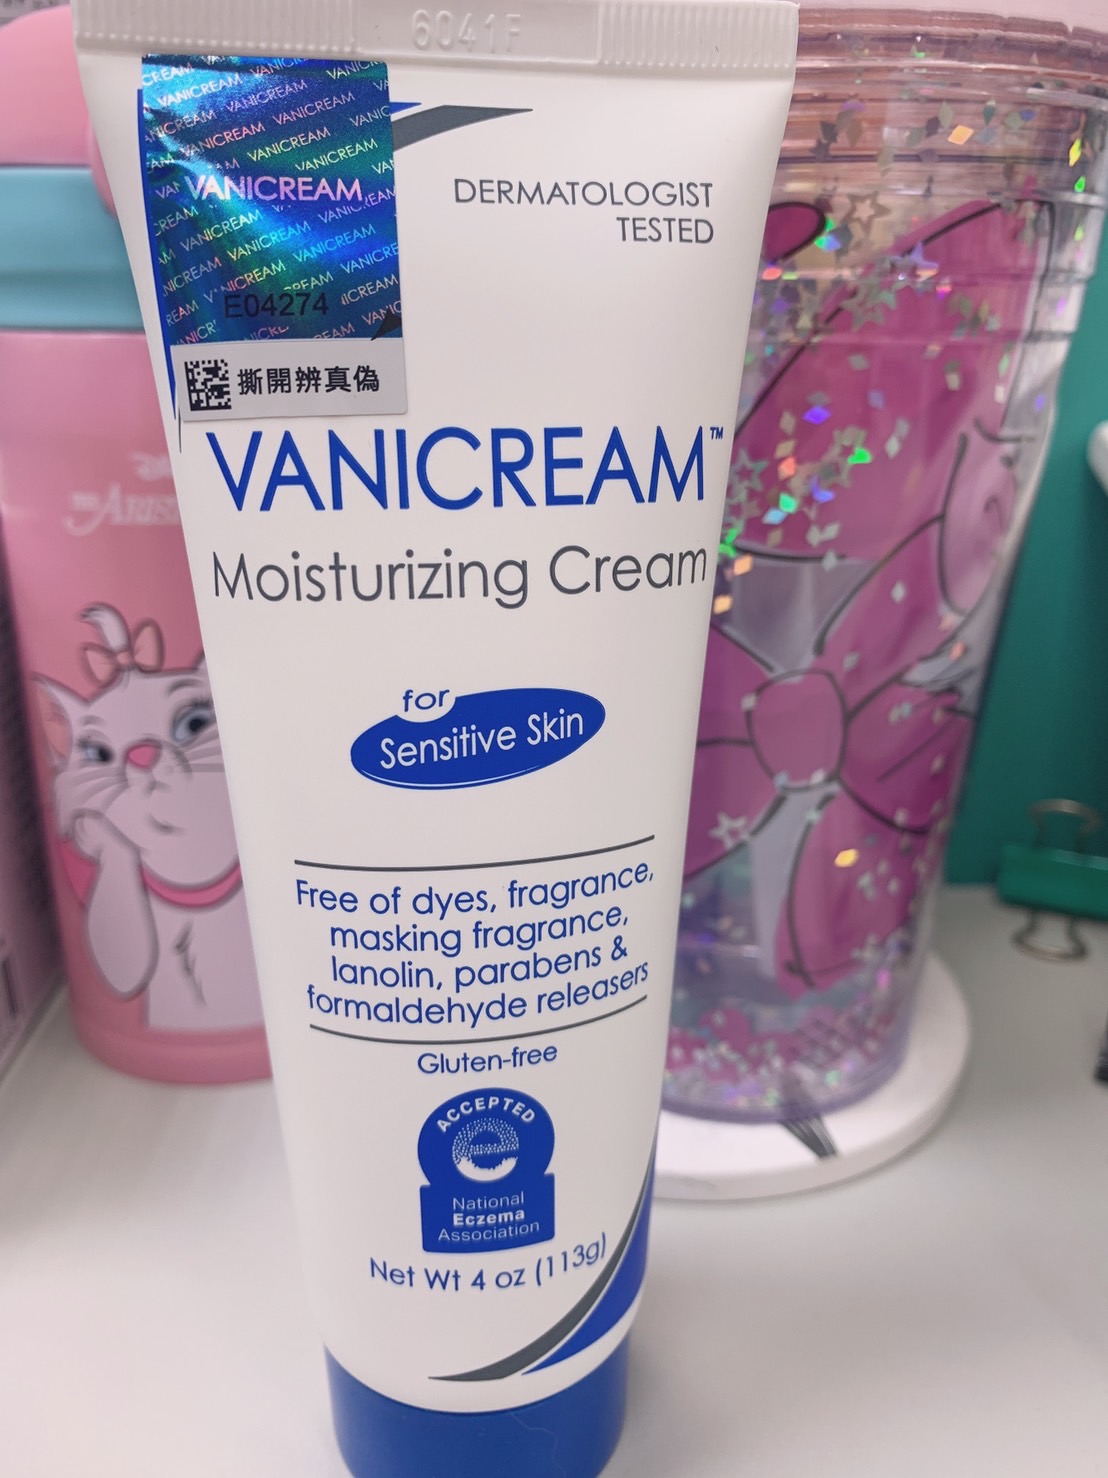 6041F
VANICREAM
E04274
撕開辨真偽
DERMATOLOGIST
TESTED
VANICREAM™
Moisturizing Cream
for
Sensitive Skin
Free of dyes, fragrance,
masking fragrance,
lanolin, parabens &
formaldehyde releasers
Gluten-free
ACCEPTED
National
Eczema
Association
Net Wt 4 oz (113g)